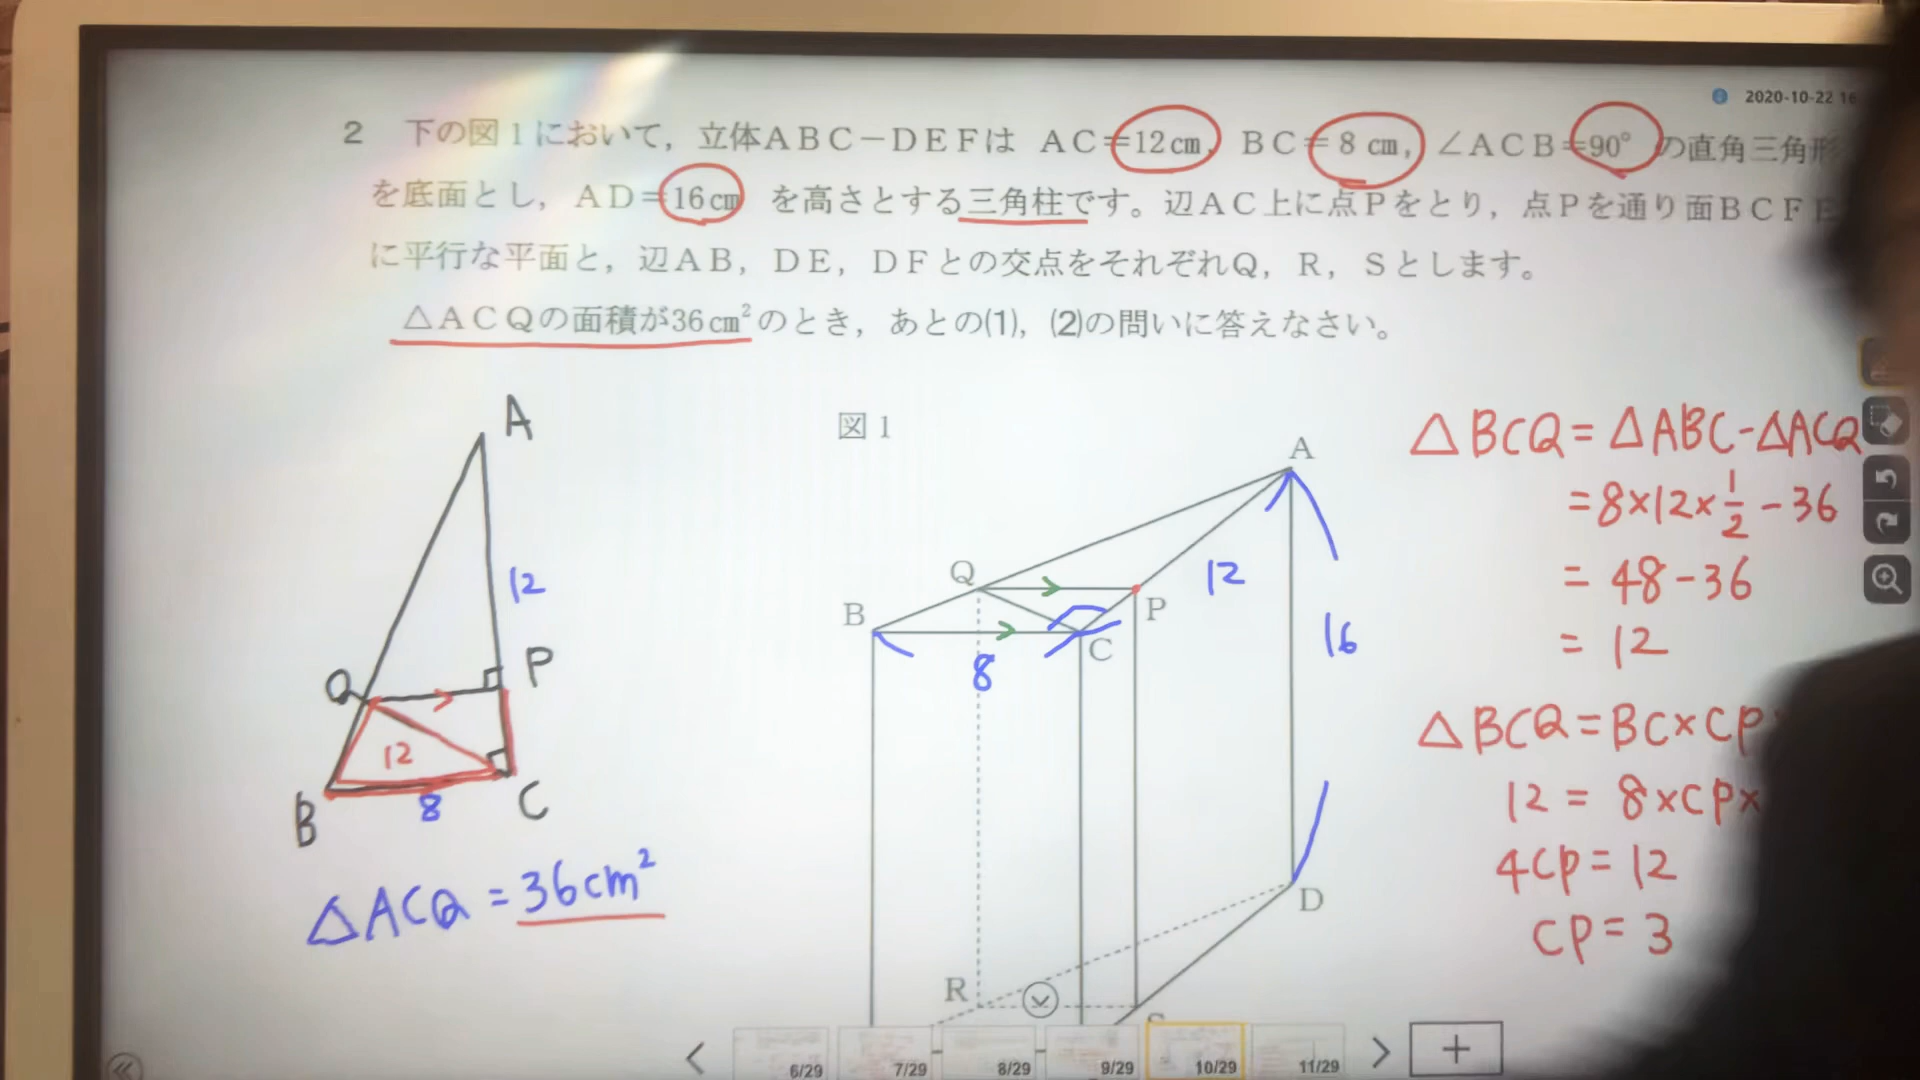 2020-10-22 16
2 下の図1において，立体ABC－DEFは AC＝12cm，BC＝8cm，∠ACB＝90°の直角三角形
を底面とし，AD＝16cm を高さとする三角柱です。辺AC上に点Pをとり，点Pを通り面BCFE
に平行な平面と，辺AB，DE，DFとの交点をそれぞれQ，R，Sとします。
△ACQの面積が36cm²のとき，あとの(1)，(2)の問いに答えなさい。
A
12
Q
P
12
B
8
C
△ACQ = 36cm²
図1
A
Q
12
B
P
C
8
16
D
R
S
△BCQ = △ABC-△ACQ
= 8×12×1/2 - 36
= 48-36
= 12
△BCQ = BC×CP
12 = 8×CP×
4CP = 12
CP = 3
6/29
7/29
8/29
9/29
10/29
11/29